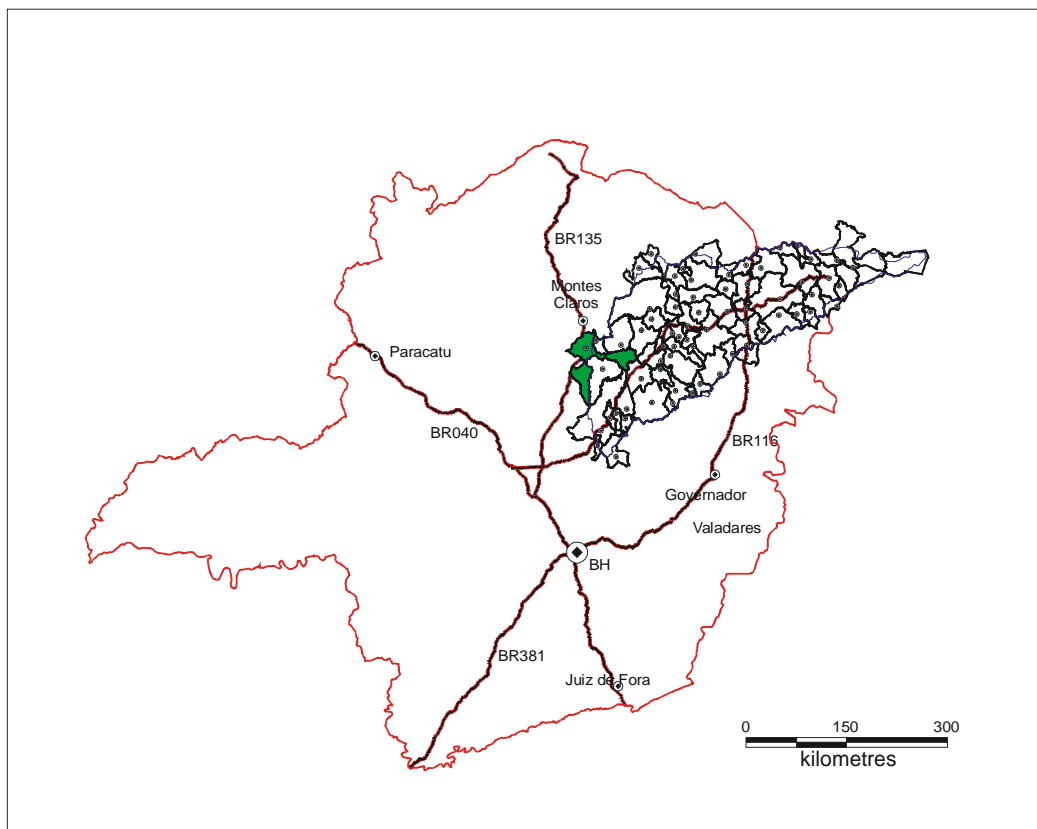 BR135
Montes
Claros
Paracatu
BR040
BR116
Governador
Valadares
BH
BR381
Juiz de Fora
0 150 300
kilometres